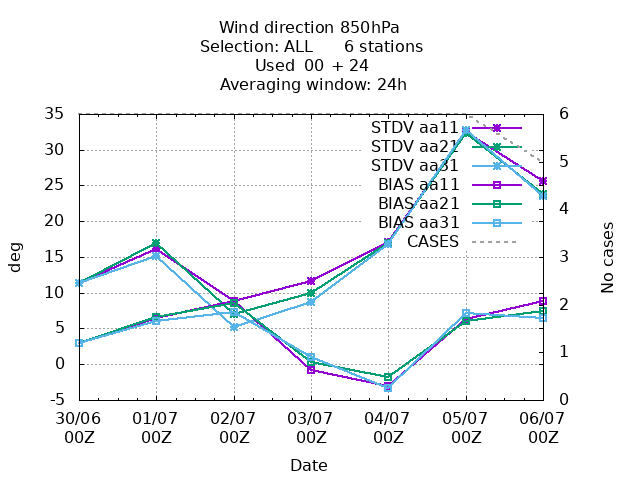 Wind direction 850hPa
Selection: ALL 6 stations
Used 00 + 24
Averaging window: 24h
35 6
30 5
25
20 4
15 3
10 2
5
0 1
-5 0
deg
No cases
STDV aa11
STDV aa21
STDV aa31
BIAS aa11
BIAS aa21
BIAS aa31
CASES
30/06 01/07 02/07 03/07 04/07 05/07 06/07
00Z 00Z 00Z 00Z 00Z 00Z 00Z
Date